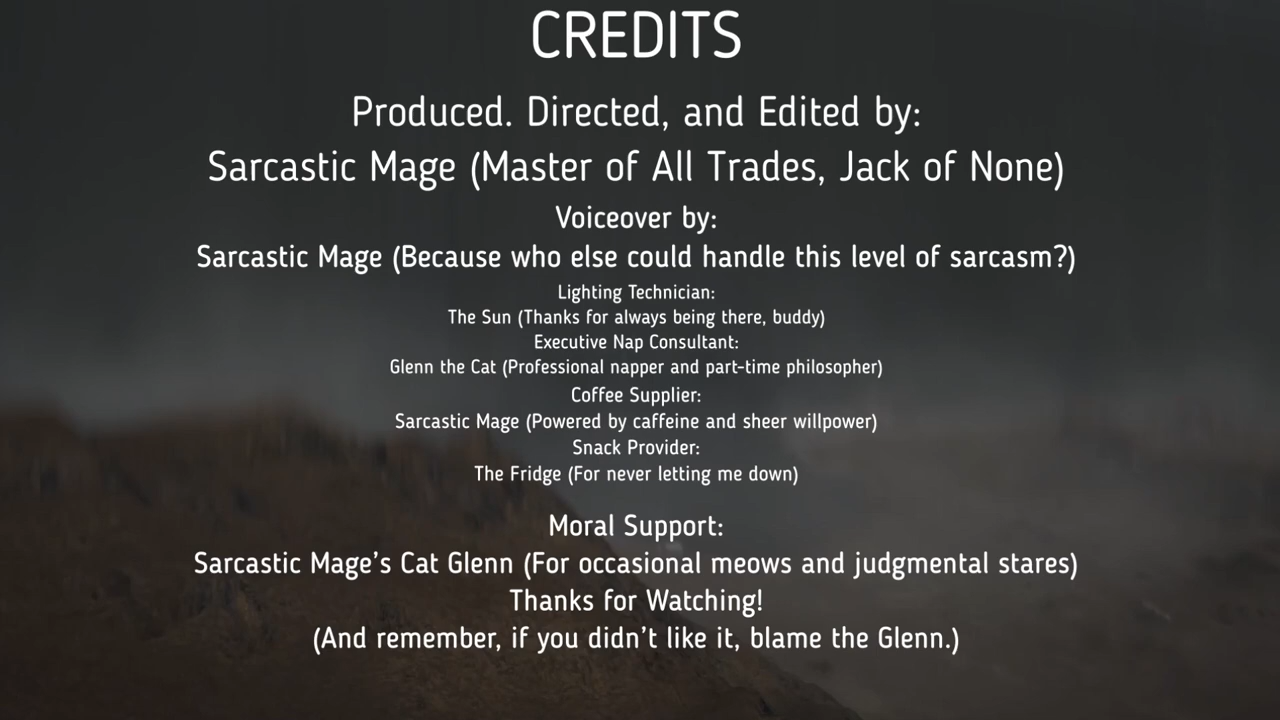 CREDITS
Produced. Directed, and Edited by:
Sarcastic Mage (Master of All Trades, Jack of None)
Voiceover by:
Sarcastic Mage (Because who else could handle this level of sarcasm?)
Lighting Technician:
The Sun (Thanks for always being there, buddy)
Executive Nap Consultant:
Glenn the Cat (Professional napper and part-time philosopher)
Coffee Supplier:
Sarcastic Mage (Powered by caffeine and sheer willpower)
Snack Provider:
The Fridge (For never letting me down)
Moral Support:
Sarcastic Mage’s Cat Glenn (For occasional meows and judgmental stares)
Thanks for Watching!
(And remember, if you didn’t like it, blame the Glenn.)